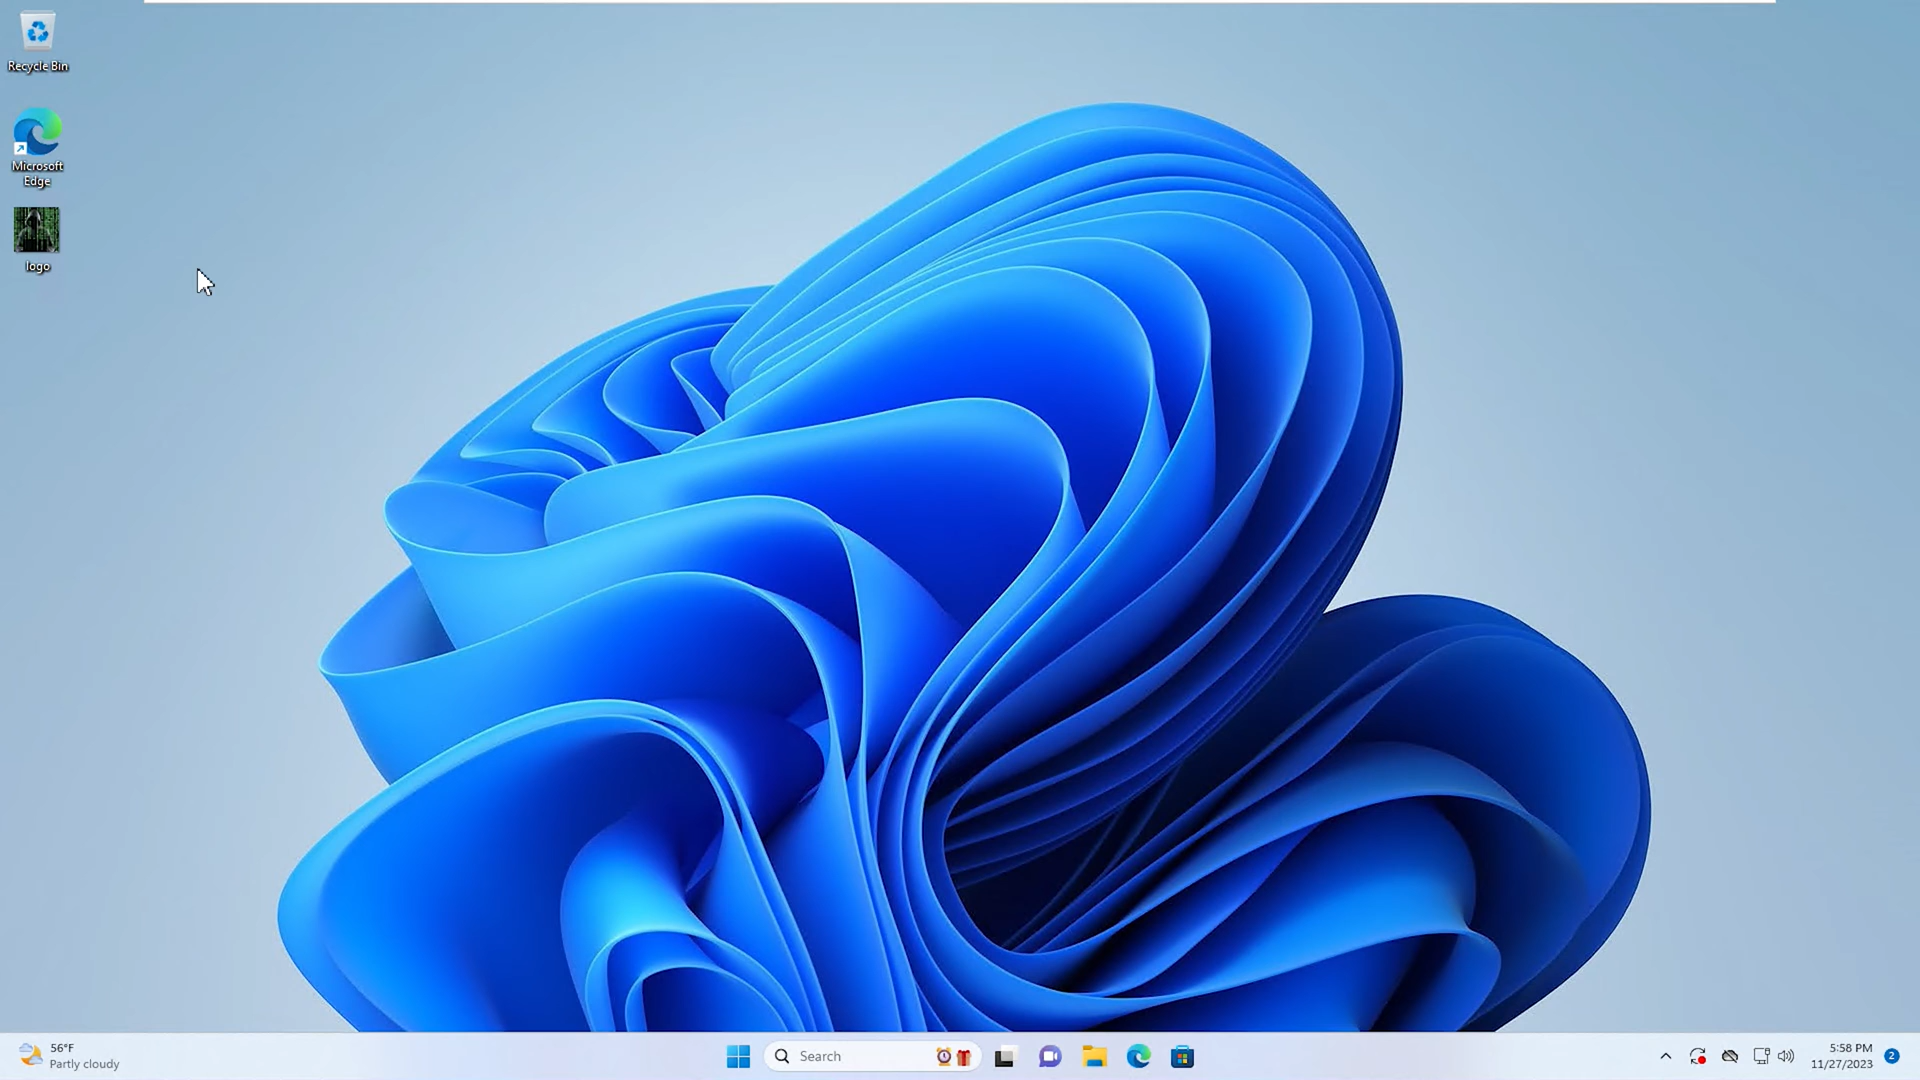 Recycle Bin
Microsoft
Edge
logo
56°F
Partly cloudy
Search
5:58 PM
11/27/2023
2